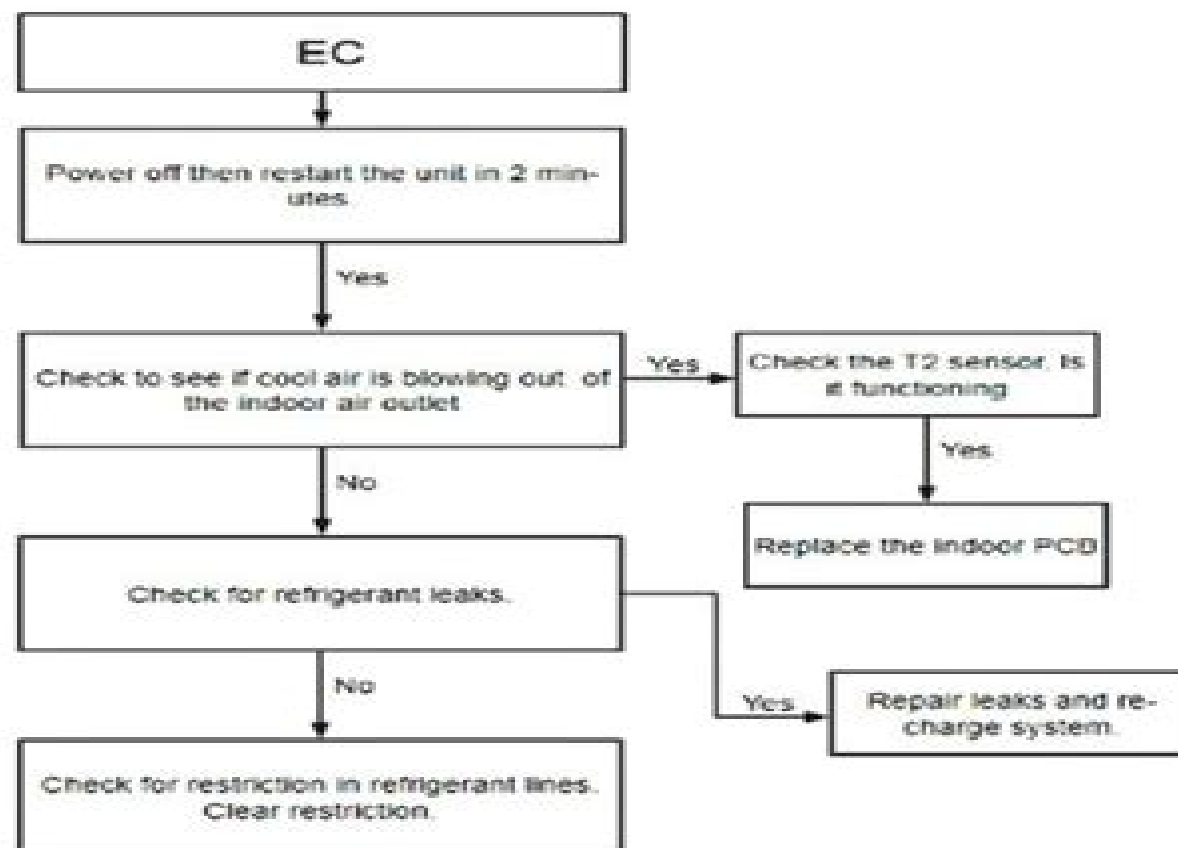 EC
Power off then restart the unit in 2 min-
utes.
Yes
Check to see if cool air is blowing out of
the indoor air outlet
Yes
Check the T2 sensor. Is
it functioning
Yes
Replace the indoor PCB
No
Check for refrigerant leaks.
Yes
Repair leaks and re-
charge system.
No
Check for restriction in refrigerant lines.
Clear restriction.